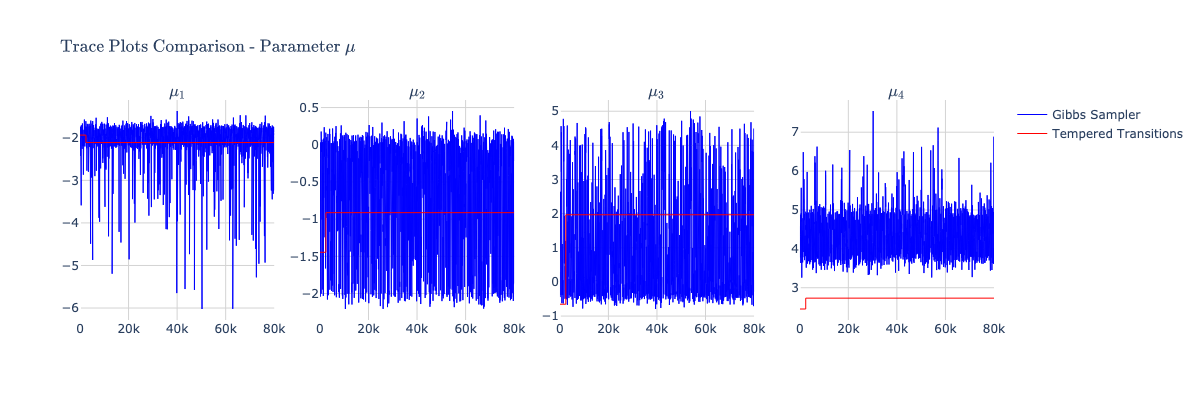 Trace Plots Comparison - Parameter μ
μ₁
−2
−3
−4
−5
−6
0 20k 40k 60k 80k
μ₂
0.5
0
−0.5
−1
−1.5
−2
0 20k 40k 60k 80k
μ₃
5
4
3
2
1
0
−1
0 20k 40k 60k 80k
μ₄
7
6
5
4
3
0 20k 40k 60k 80k
Gibbs Sampler
Tempered Transitions